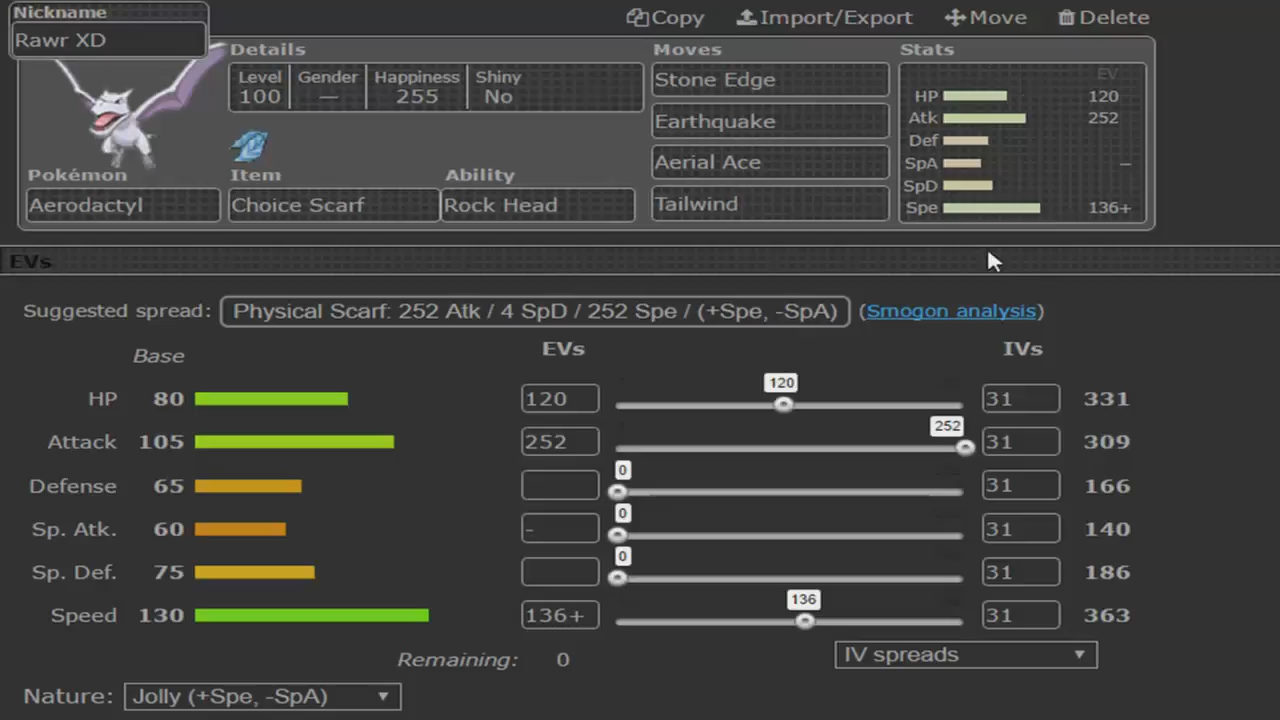 Nickname
Rawr XD
Copy Import/Export Move Delete
Details
Level Gender Happiness Shiny
100 — 255 No
Pokémon Item Ability
Aerodactyl Choice Scarf Rock Head
Moves
Stone Edge
Earthquake
Aerial Ace
Tailwind
Stats
EV
HP 120
Atk 252
Def
SpA –
SpD
Spe 136+
EVs
Suggested spread: Physical Scarf: 252 Atk / 4 SpD / 252 Spe / (+Spe, -SpA) (Smogon analysis)
Base EVs IVs
HP 80 120 120 31 331
Attack 105 252 252 31 309
Defense 65 0 31 166
Sp. Atk. 60 - 0 31 140
Sp. Def. 75 0 31 186
Speed 130 136+ 136 31 363
Remaining: 0 IV spreads
Nature: Jolly (+Spe, -SpA)